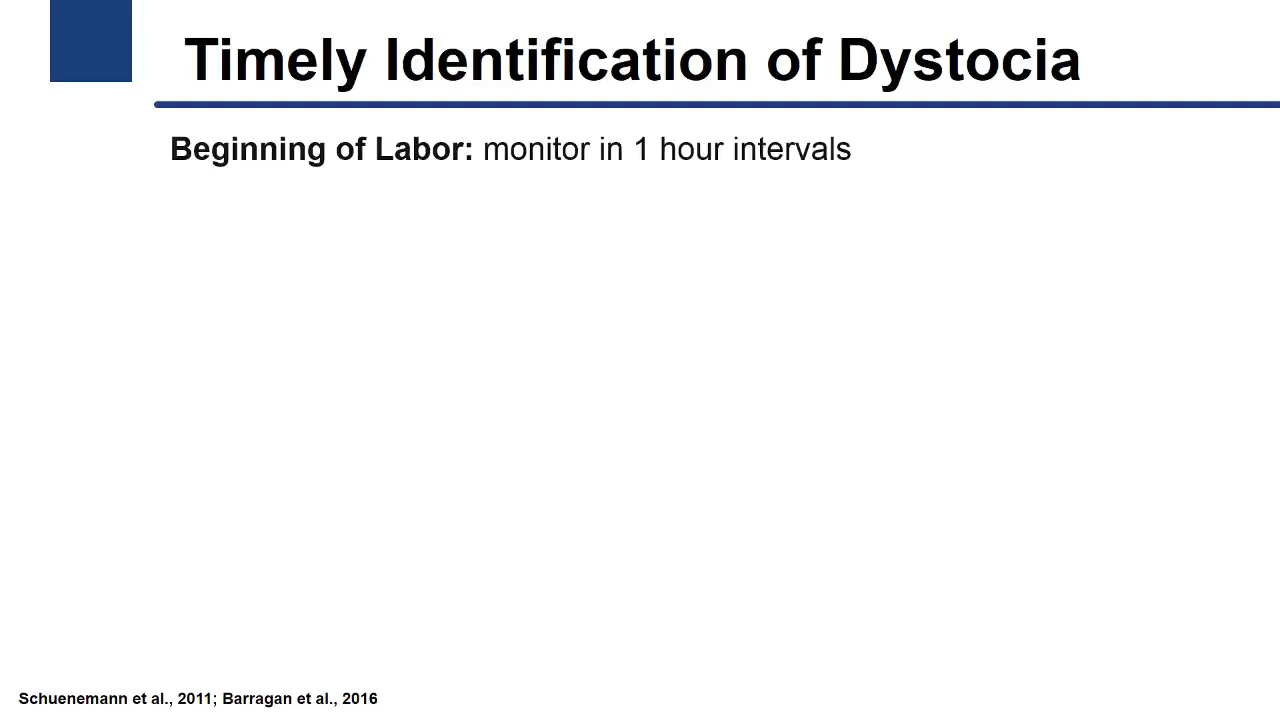 Timely Identification of Dystocia
Beginning of Labor: monitor in 1 hour intervals
Schuenemann et al., 2011; Barragan et al., 2016